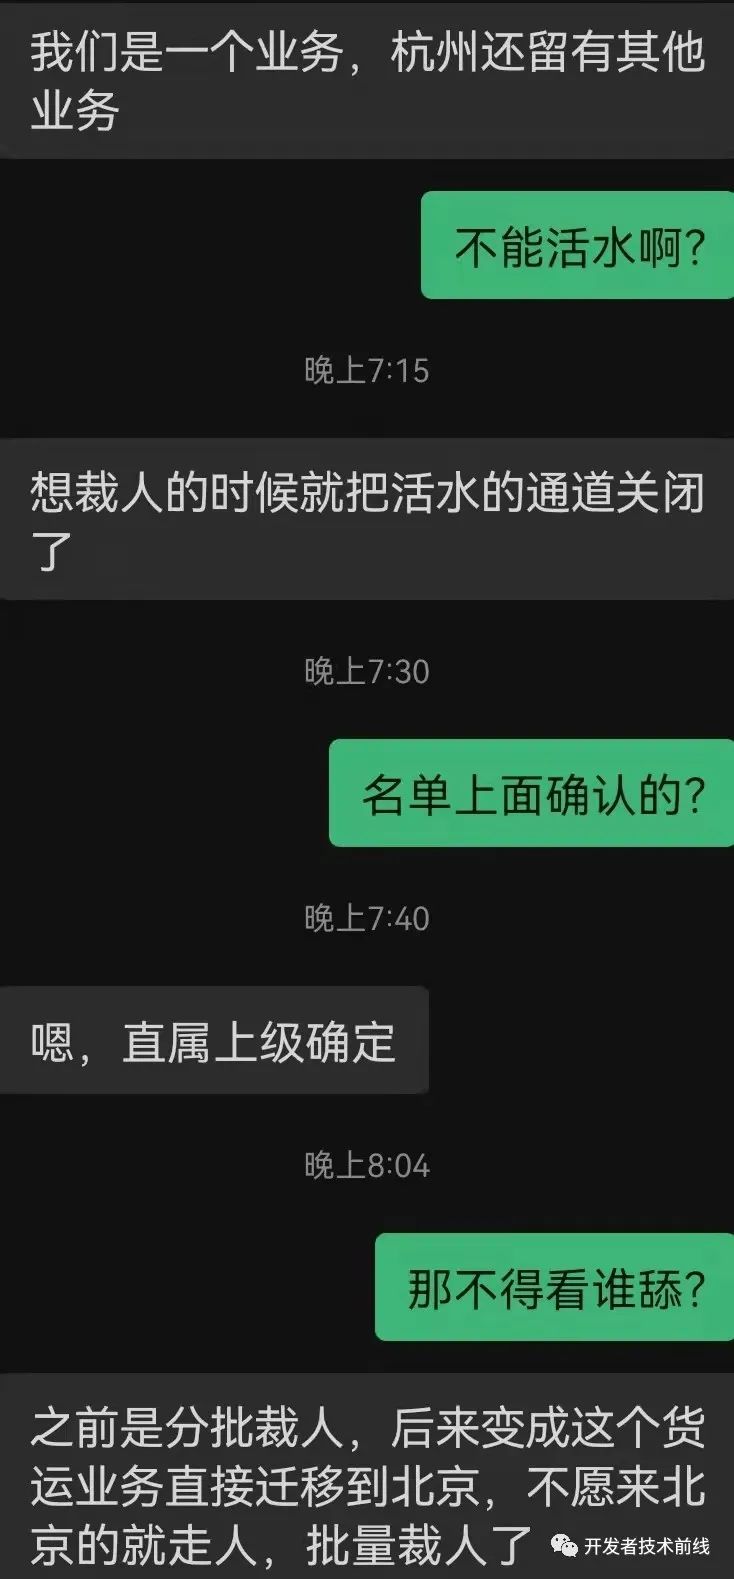 我们是一个业务，杭州还留有其他
业务
不能活水啊?
晚上7:15
想裁人的时候就把活水的通道关闭
了
晚上7:30
名单上面确认的?
晚上7:40
嗯，直属上级确定
晚上8:04
那不得看谁舔?
之前是分批裁人，后来变成这个货
运业务直接迁移到北京，不愿来北
京的就走人，批量裁人了
开发者技术前线